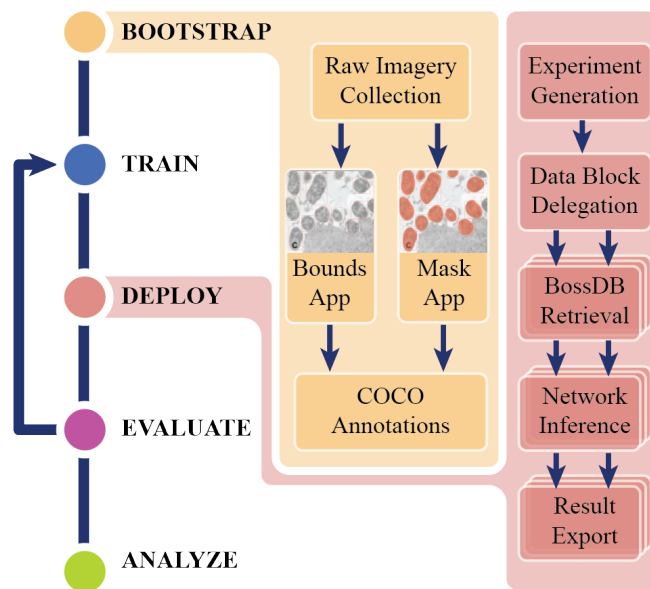 BOOTSTRAP
TRAIN
DEPLOY
EVALUATE
ANALYZE
Raw Imagery
Collection
c
Bounds
App
c
Mask
App
COCO
Annotations
Experiment
Generation
Data Block
Delegation
BossDB
Retrieval
Network
Inference
Result
Export